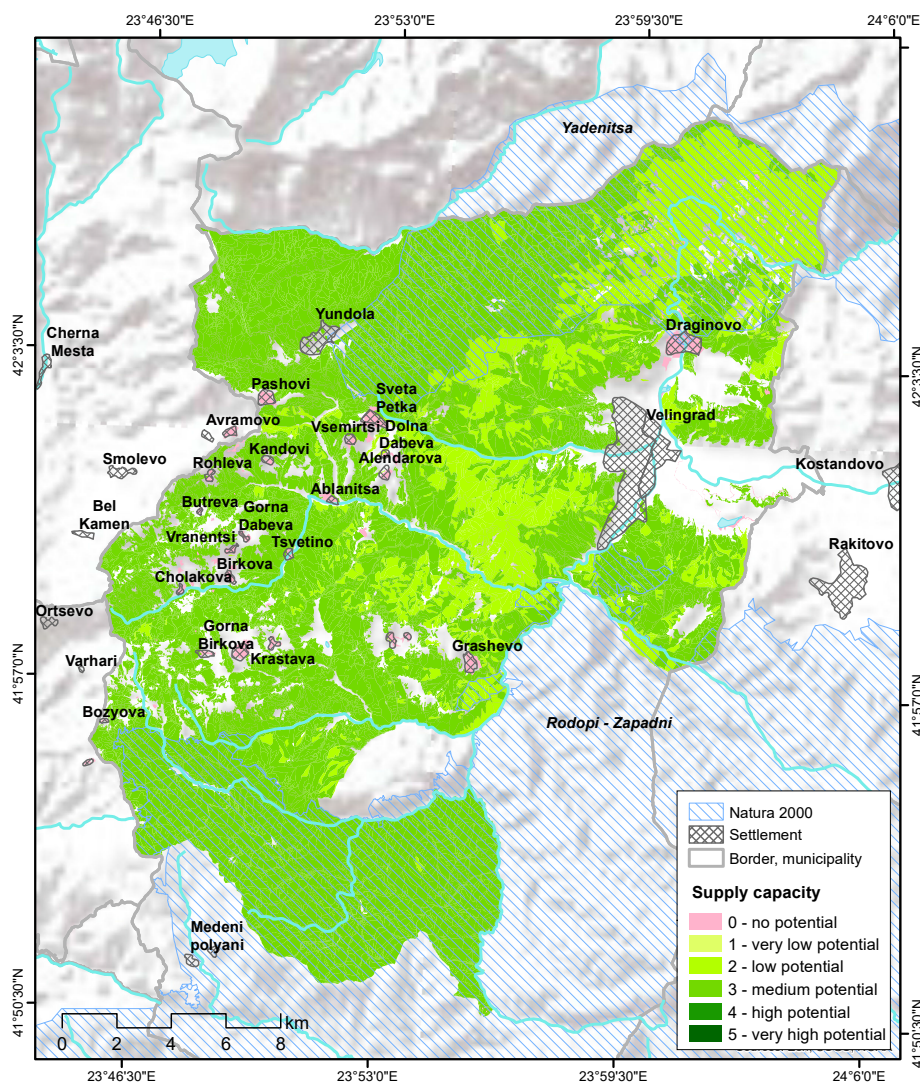 23°46'30"E
23°53'0"E
23°59'30"E
24°6'0"E
Yadenitsa
Yundola
Draginovo
Cherna
Mesta
42°3'30"N
42°3'30"N
Pashovi
Sveta
Petka
Velingrad
Avramovo
Vsemirtsi
Dolna
Dabeva
Smolevo
Rohleva
Kandovi
Alendarova
Kostandovo
Ablanitsa
Butreva
Gorna
Dabeva
Bel
Kamen
Vranentsi
Tsvetino
Rakitovo
Birkova
Cholakova
Ortsevo
Gorna
Birkova
Krastava
Grashevo
Varhari
41°57'0"N
41°57'0"N
Bozyova
Rodopi - Zapadni
Natura 2000
Settlement
Border, municipality
Supply capacity
0 - no potential
1 - very low potential
2 - low potential
3 - medium potential
4 - high potential
5 - very high potential
Medeni
polyani
41°50'30"N
41°50'30"N
km
0 2 4 6 8
23°46'30"E
23°53'0"E
23°59'30"E
24°6'0"E